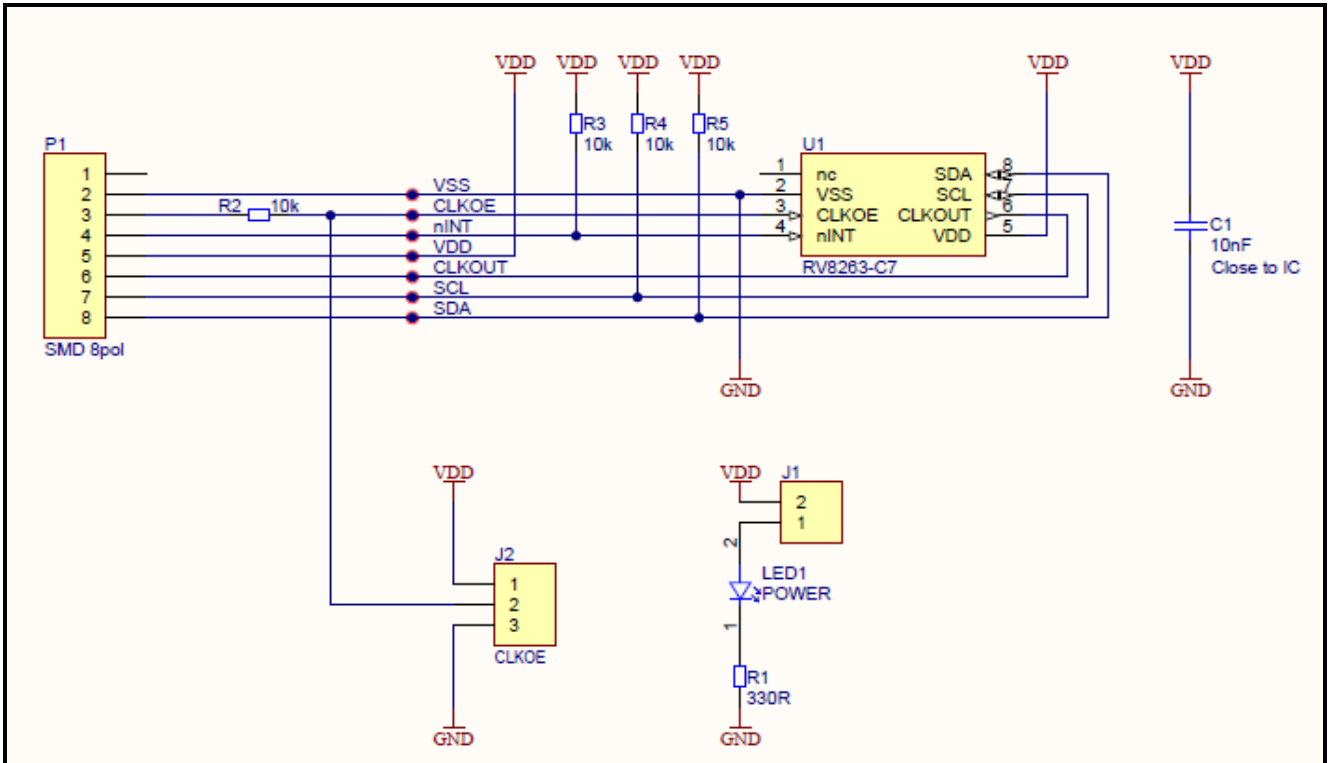 VDD VDD VDD VDD VDD VDD
R3 R4 R5
10k 10k 10k
P1
U1
1
2
3
4
5
6
7
8
SMD 8pol
R2 10k
VSS
CLKOE
nINT
VDD
CLKOUT
SCL
SDA
1 nc SDA 8
2 VSS SCL 7
3 CLKOE CLKOUT 6
4 nINT VDD 5
RV8263-C7
C1
10nF
Close to IC
GND GND
VDD
J2
1
2
3
CLKOE
GND
VDD J1
2
1
2
LED1
POWER
1
R1
330R
GND